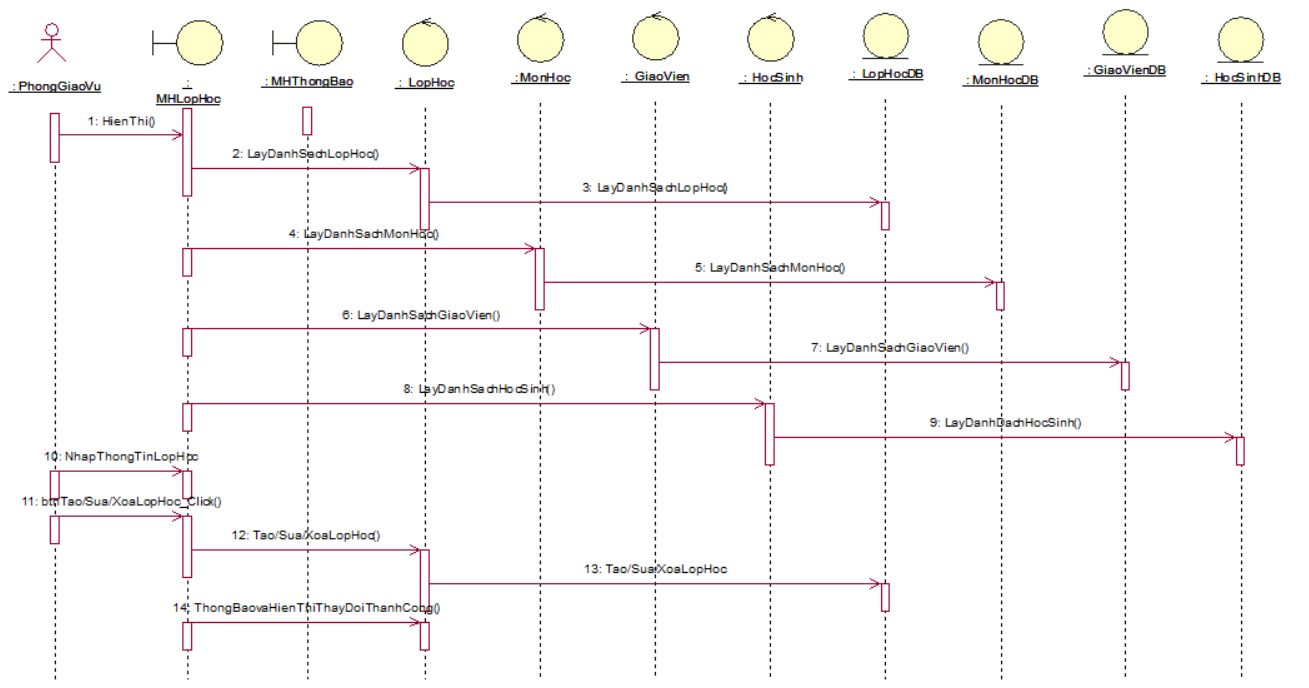 : PhongGiaoVu
:
MHLopHoc
: MHThongBao
: LopHoc
: MonHoc
: GiaoVien
: HocSinh
: LopHocDB
: MonHocDB
: GiaoVienDB
: HocSinhDB
1: HienThi()
2: LayDanhSachLopHoc()
3: LayDanhSachLopHoc()
4: LayDanhSachMonHoc()
5: LayDanhSachMonHoc()
6: LayDanhSachGiaoVien()
7: LayDanhSachGiaoVien()
8: LayDanhSachHocSinh()
9: LayDanhDachHocSinh()
10: NhapThongTinLopHoc
11: btnTao/Sua/XoaLopHoc_Click()
12: Tao/Sua/XoaLopHoc()
13: Tao/Sua/XoaLopHoc
14: ThongBaovaHienThiThayDoiThanhCong()